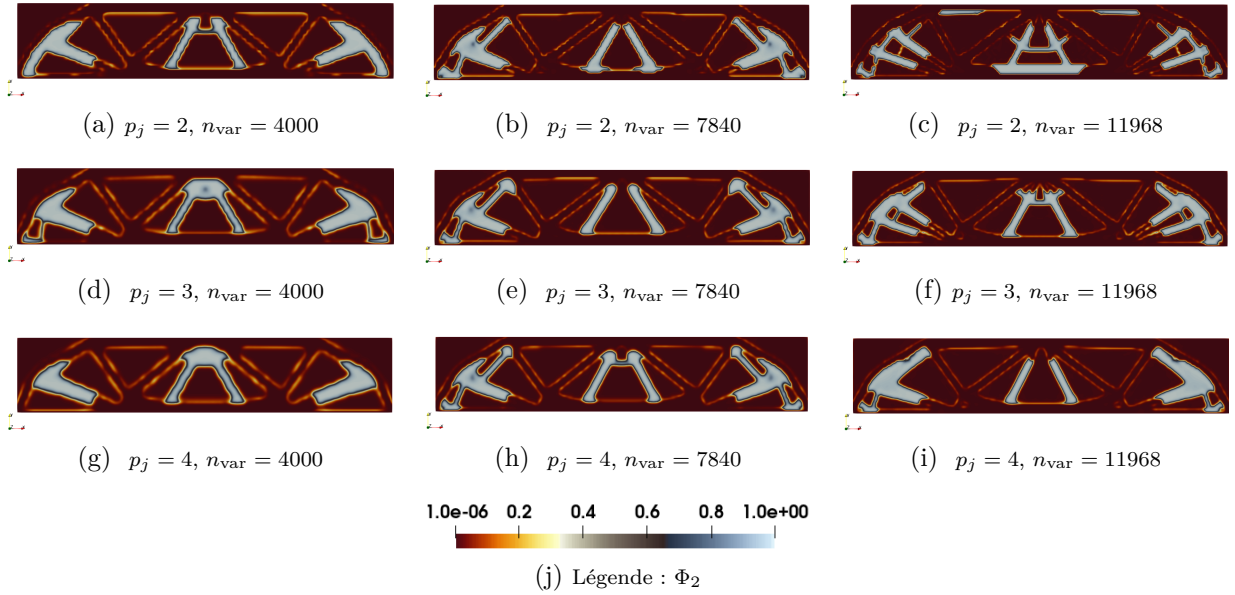 (a) p_j = 2, n_var = 4000
(b) p_j = 2, n_var = 7840
(c) p_j = 2, n_var = 11968
(d) p_j = 3, n_var = 4000
(e) p_j = 3, n_var = 7840
(f) p_j = 3, n_var = 11968
(g) p_j = 4, n_var = 4000
(h) p_j = 4, n_var = 7840
(i) p_j = 4, n_var = 11968
1.0e-06 0.2 0.4 0.6 0.8 1.0e+00
(j) Légende : Φ₂